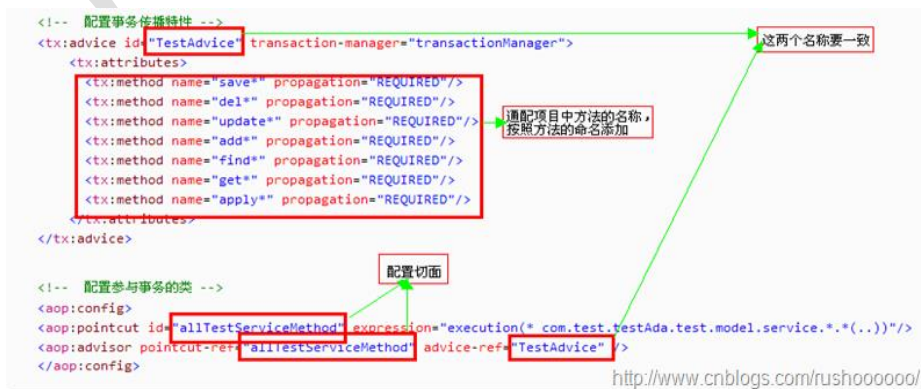 <!-- 配置事务传播特性 -->
<tx:advice id="TestAdvice" transaction-manager="transactionManager">
这两个名称要一致
<tx:attributes>
<tx:method name="save*" propagation="REQUIRED"/>
<tx:method name="del*" propagation="REQUIRED"/>
<tx:method name="update*" propagation="REQUIRED"/>
<tx:method name="add*" propagation="REQUIRED"/>
<tx:method name="find*" propagation="REQUIRED"/>
<tx:method name="get*" propagation="REQUIRED"/>
<tx:method name="apply*" propagation="REQUIRED"/>
通配项目中方法的名称,
按照方法的命名添加
</tx:attributes>
</tx:advice>
配置切面
<!-- 配置参与事务的类 -->
<aop:config>
<aop:pointcut id="allTestServiceMethod" expression="execution(* com.test.testAda.test.model.service.*.*(..))"/>
<aop:advisor pointcut-ref="allTestServiceMethod" advice-ref="TestAdvice" />
</aop:config>
http://www.cnblogs.com/rushoooooo/